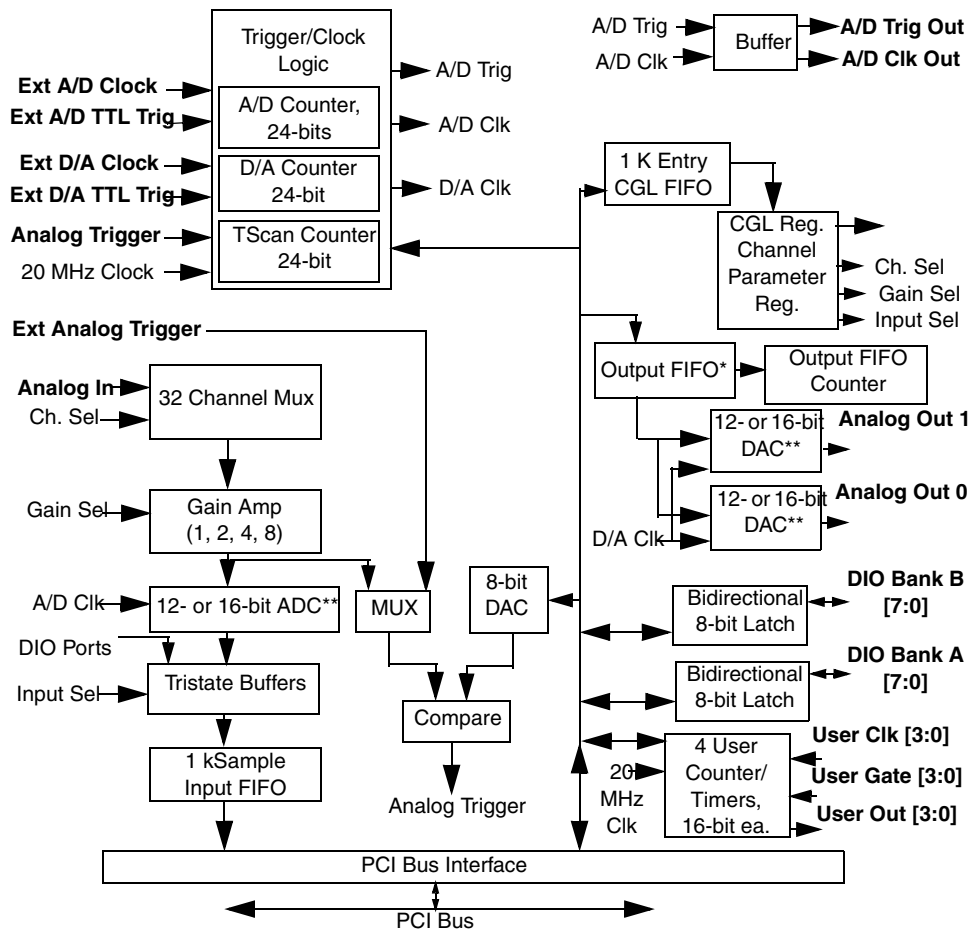 Trigger/Clock
Logic
Ext A/D Clock
Ext A/D TTL Trig
A/D Counter,
24-bits
Ext D/A Clock
Ext D/A TTL Trig
D/A Counter
24-bit
Analog Trigger
20 MHz Clock
TScan Counter
24-bit
A/D Trig
A/D Clk
D/A Clk
A/D Trig
A/D Clk
Buffer
A/D Trig Out
A/D Clk Out
1 K Entry
CGL FIFO
CGL Reg.
Channel
Parameter
Reg.
Ch. Sel
Gain Sel
Input Sel
Ext Analog Trigger
Analog In
Ch. Sel
32 Channel Mux
Gain Sel
Gain Amp
(1, 2, 4, 8)
A/D Clk
12- or 16-bit ADC**
DIO Ports
Input Sel
Tristate Buffers
1 kSample
Input FIFO
MUX
8-bit
DAC
Compare
Analog Trigger
Output FIFO*
Output FIFO
Counter
12- or 16-bit
DAC**
Analog Out 1
12- or 16-bit
DAC**
Analog Out 0
D/A Clk
Bidirectional
8-bit Latch
DIO Bank B
[7:0]
Bidirectional
8-bit Latch
DIO Bank A
[7:0]
20
MHz
Clk
4 User
Counter/
Timers,
16-bit ea.
User Clk [3:0]
User Gate [3:0]
User Out [3:0]
PCI Bus Interface
PCI Bus